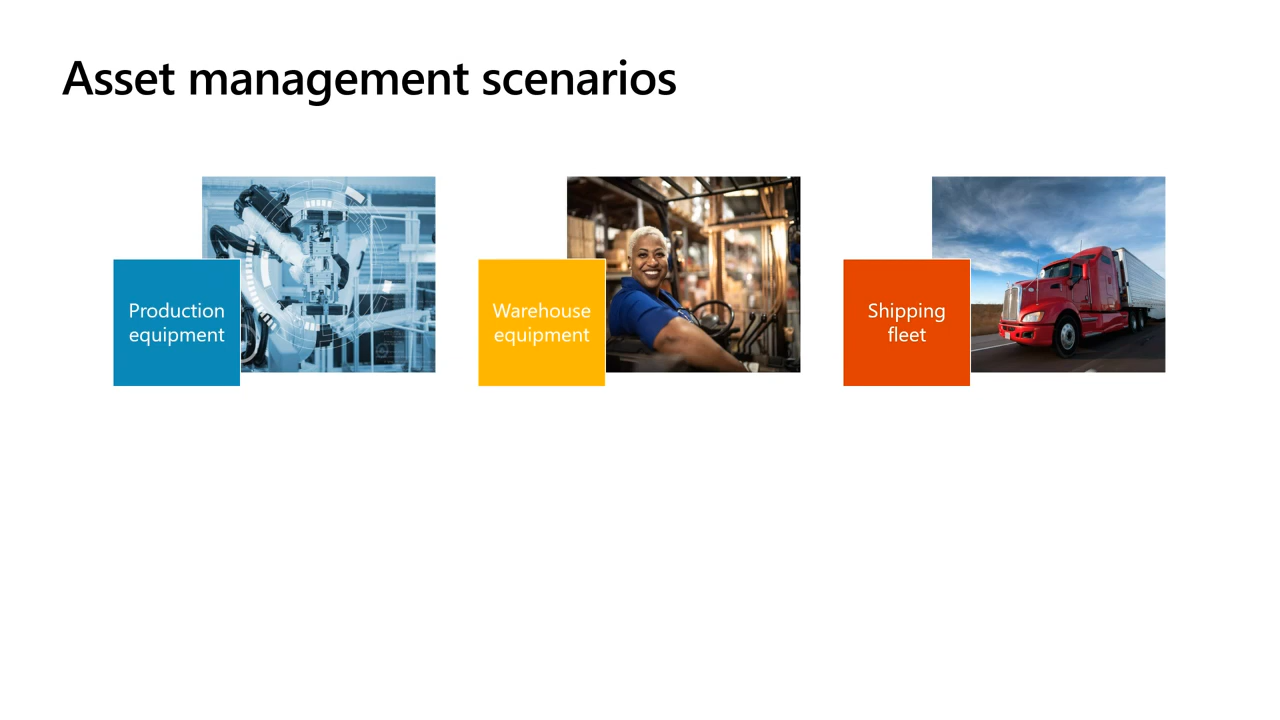 Asset management scenarios
Production
equipment
Warehouse
equipment
Shipping
fleet